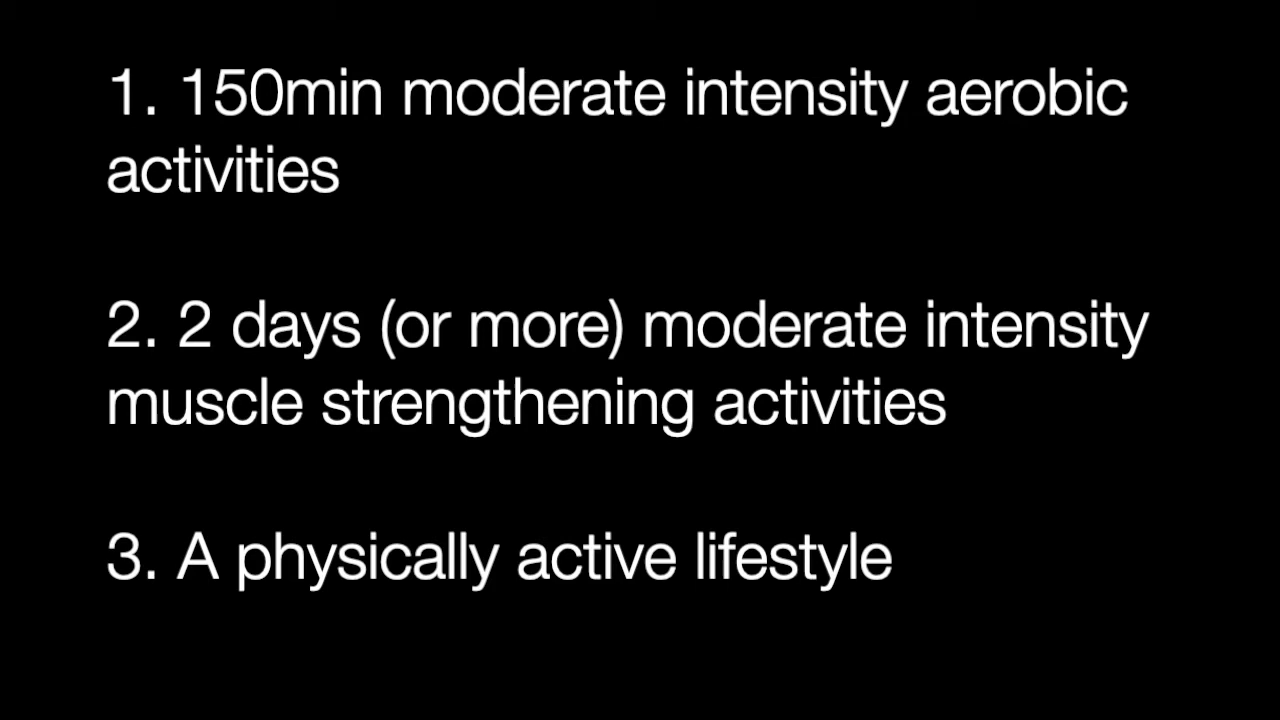 1. 150min moderate intensity aerobic
activities
2. 2 days (or more) moderate intensity
muscle strengthening activities
3. A physically active lifestyle